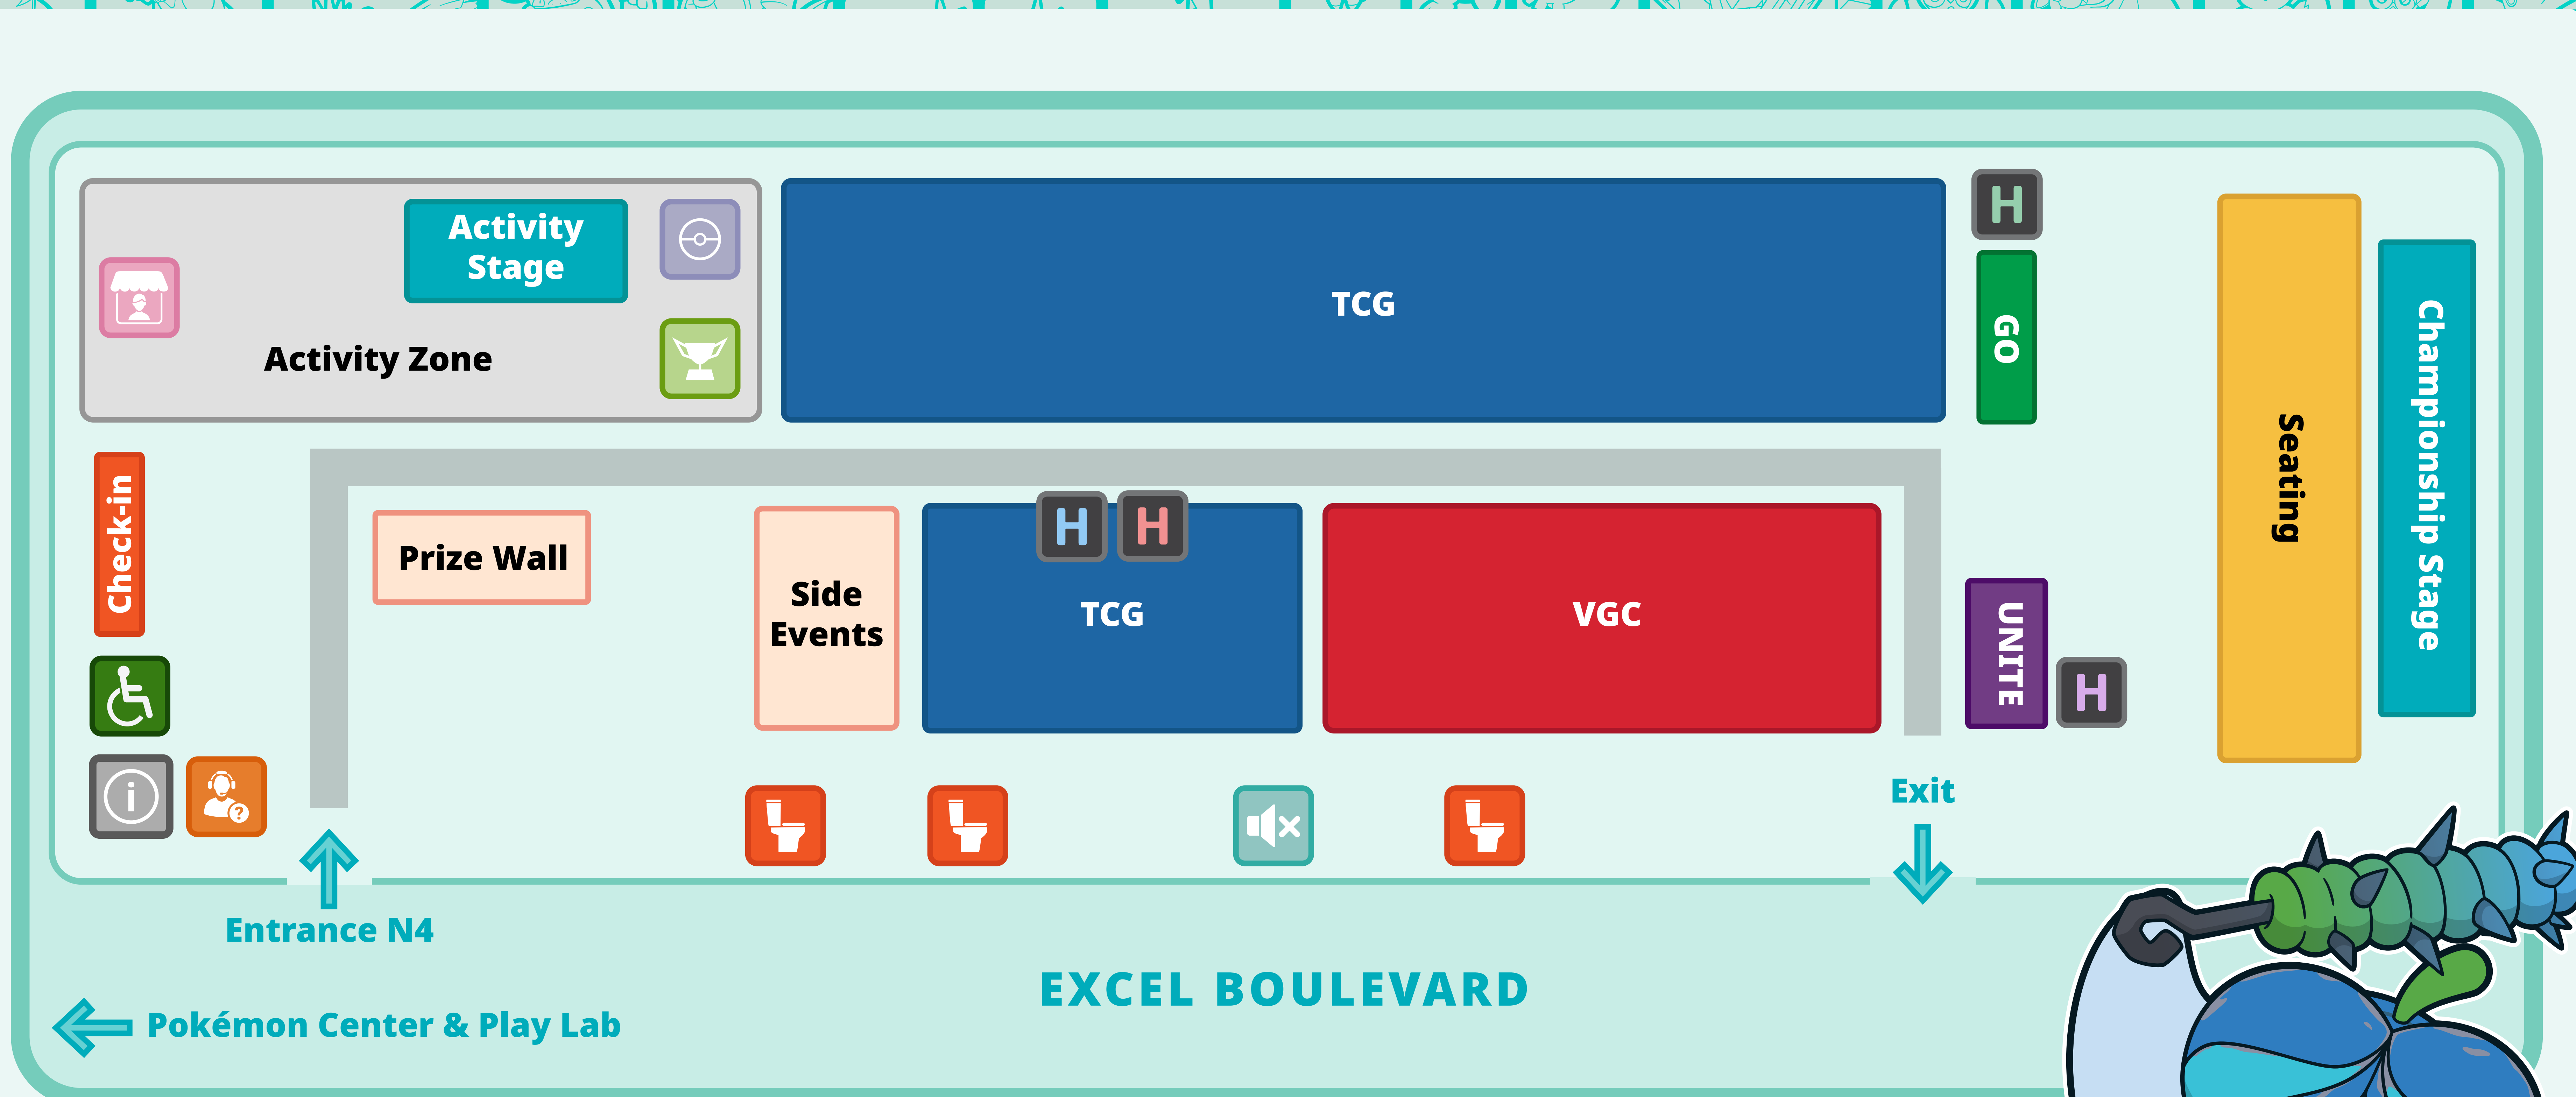 Activity
Stage
Activity Zone
TCG
H
GO
Seating
Championship Stage
Check-in
Prize Wall
Side
Events
H
H
TCG
VGC
UNITE
H
i
?
Exit
Entrance N4
EXCEL BOULEVARD
Pokémon Center & Play Lab